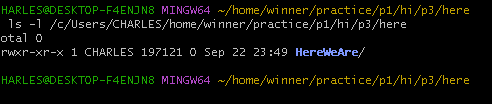 HARLES@DESKTOP-F4ENJN8 MINGW64 ~/home/winner/practice/p1/hi/p3/here
ls -l /c/Users/CHARLES/home/winner/practice/p1/hi/p3/here
otal 0
rwxr-xr-x 1 CHARLES 197121 0 Sep 22 23:49 HereWeAre/
HARLES@DESKTOP-F4ENJN8 MINGW64 ~/home/winner/practice/p1/hi/p3/here